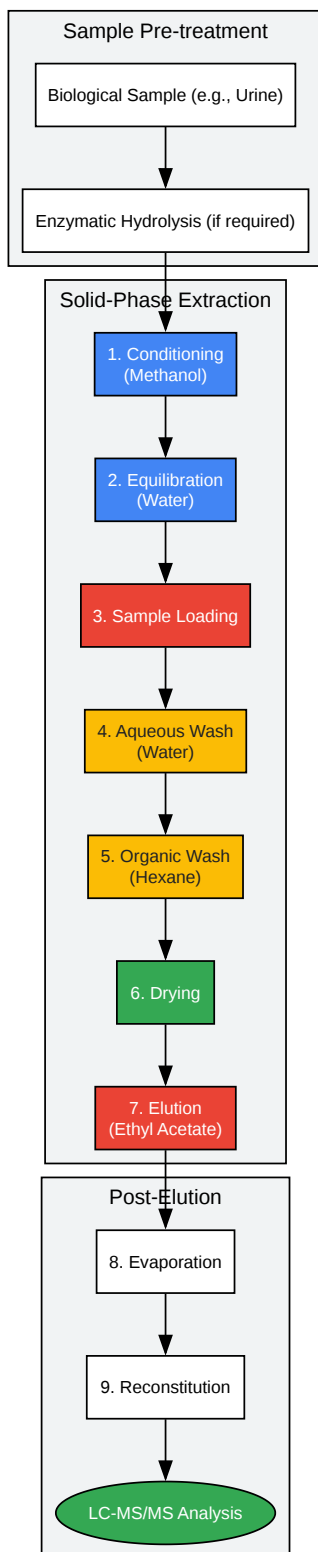 Sample Pre-treatment
Biological Sample (e.g., Urine)
Enzymatic Hydrolysis (if required)
Solid-Phase Extraction
1. Conditioning
(Methanol)
2. Equilibration
(Water)
3. Sample Loading
4. Aqueous Wash
(Water)
5. Organic Wash
(Hexane)
6. Drying
7. Elution
(Ethyl Acetate)
Post-Elution
8. Evaporation
9. Reconstitution
LC-MS/MS Analysis